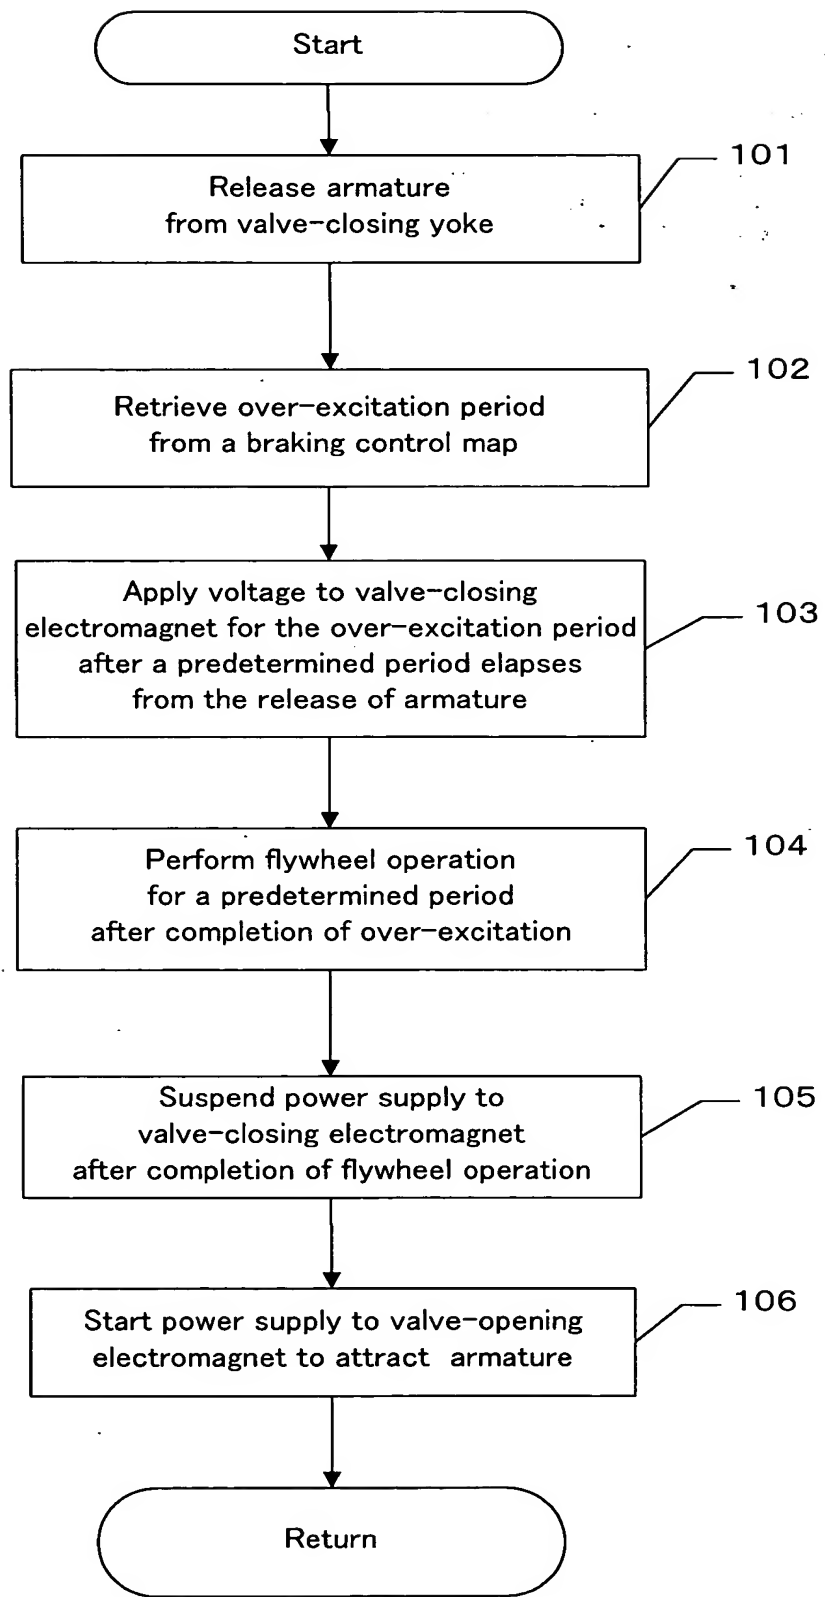 Start
101
Release armature
from valve-closing yoke
102
Retrieve over-excitation period
from a braking control map
103
Apply voltage to valve-closing
electromagnet for the over-excitation period
after a predetermined period elapses
from the release of armature
104
Perform flywheel operation
for a predetermined period
after completion of over-excitation
105
Suspend power supply to
valve-closing electromagnet
after completion of flywheel operation
106
Start power supply to valve-opening
electromagnet to attract armature
Return